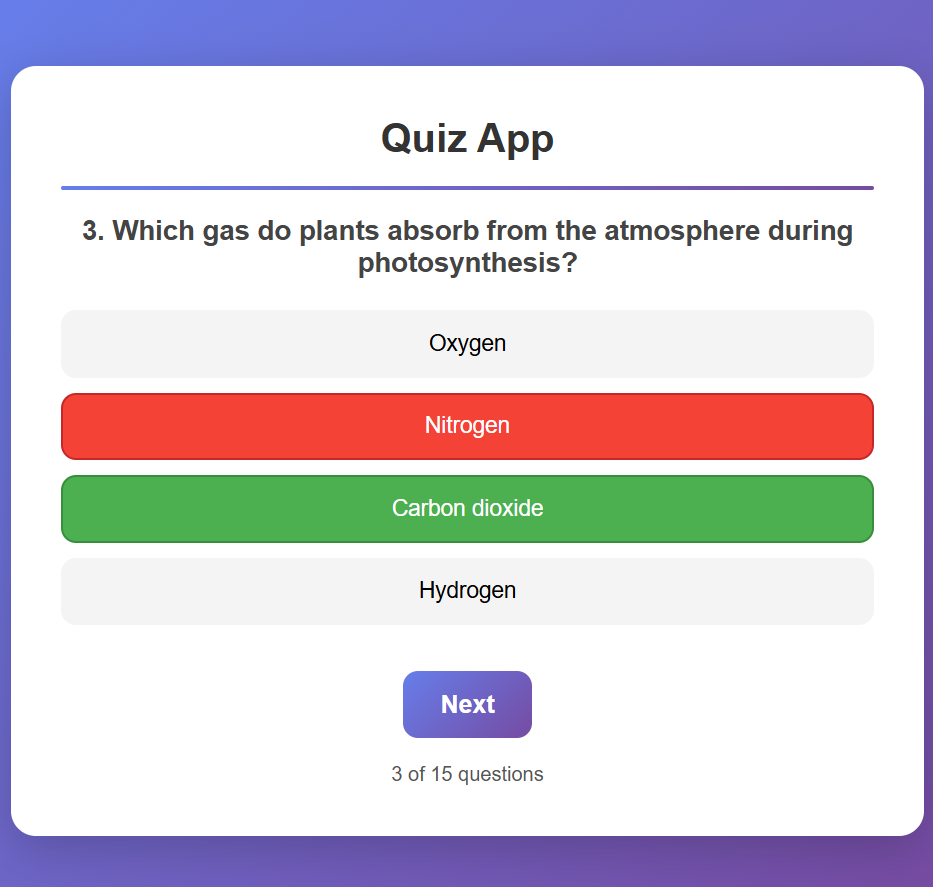 Quiz App
3. Which gas do plants absorb from the atmosphere during
photosynthesis?
Oxygen
Nitrogen
Carbon dioxide
Hydrogen
Next
3 of 15 questions